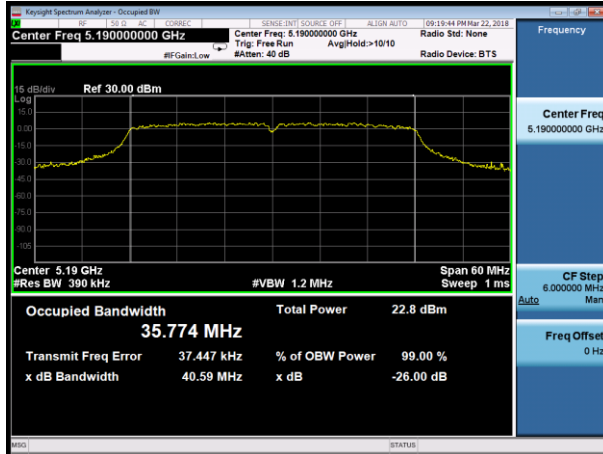 Keysight Spectrum Analyzer - Occupied BW
RF 50 Ω AC CORREC SENSE:INT SOURCE OFF ALIGN AUTO 09:19:44 PM Mar 22, 2018
Center Freq 5.190000000 GHz
Center Freq: 5.190000000 GHz
Radio Std: None
Trig: Free Run Avg|Hold:>10/10
#IFGain:Low #Atten: 40 dB Radio Device: BTS
Frequency
15 dB/div Ref 30.00 dBm
Log
15.0
0.00
-15.0
-30.0
-45.0
-60.0
-105
Center 5.19 GHz Span 60 MHz
#Res BW 390 kHz #VBW 1.2 MHz Sweep 1 ms
Occupied Bandwidth Total Power 22.8 dBm
35.774 MHz
Transmit Freq Error 37.447 kHz % of OBW Power 99.00 %
x dB Bandwidth 40.59 MHz x dB -26.00 dB
Center Freq
5.190000000 GHz
CF Step
6.000000 MHz
Auto Man
Freq Offset
0 Hz
MSG STATUS